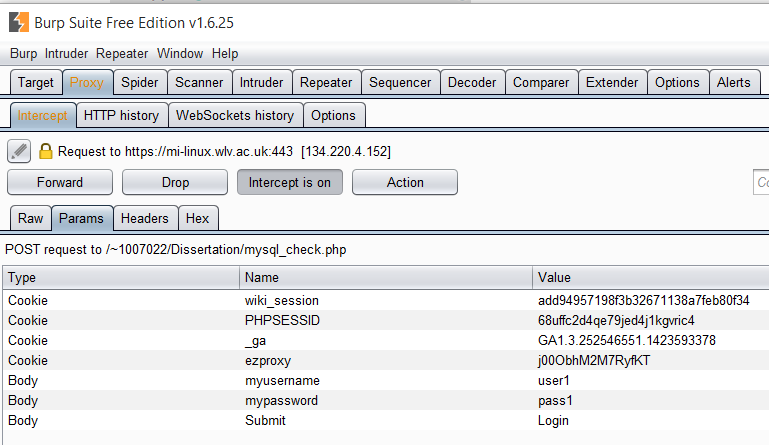 Burp Suite Free Edition v1.6.25
Burp Intruder Repeater Window Help
Target Proxy Spider Scanner Intruder Repeater Sequencer Decoder Comparer Extender Options Alerts
Intercept HTTP history WebSockets history Options
Request to https://mi-linux.wlv.ac.uk:443 [134.220.4.152]
Forward Drop Intercept is on Action
Raw Params Headers Hex
POST request to /~1007022/Dissertation/mysql_check.php
Type Name Value
Cookie wiki_session add94957198f3b32671138a7feb80f34
Cookie PHPSESSID 68uffc2d4qe79jed4j1kgvric4
Cookie _ga GA1.3.252546551.1423593378
Cookie ezproxy j00ObhM2M7RyfKT
Body myusername user1
Body mypassword pass1
Body Submit Login